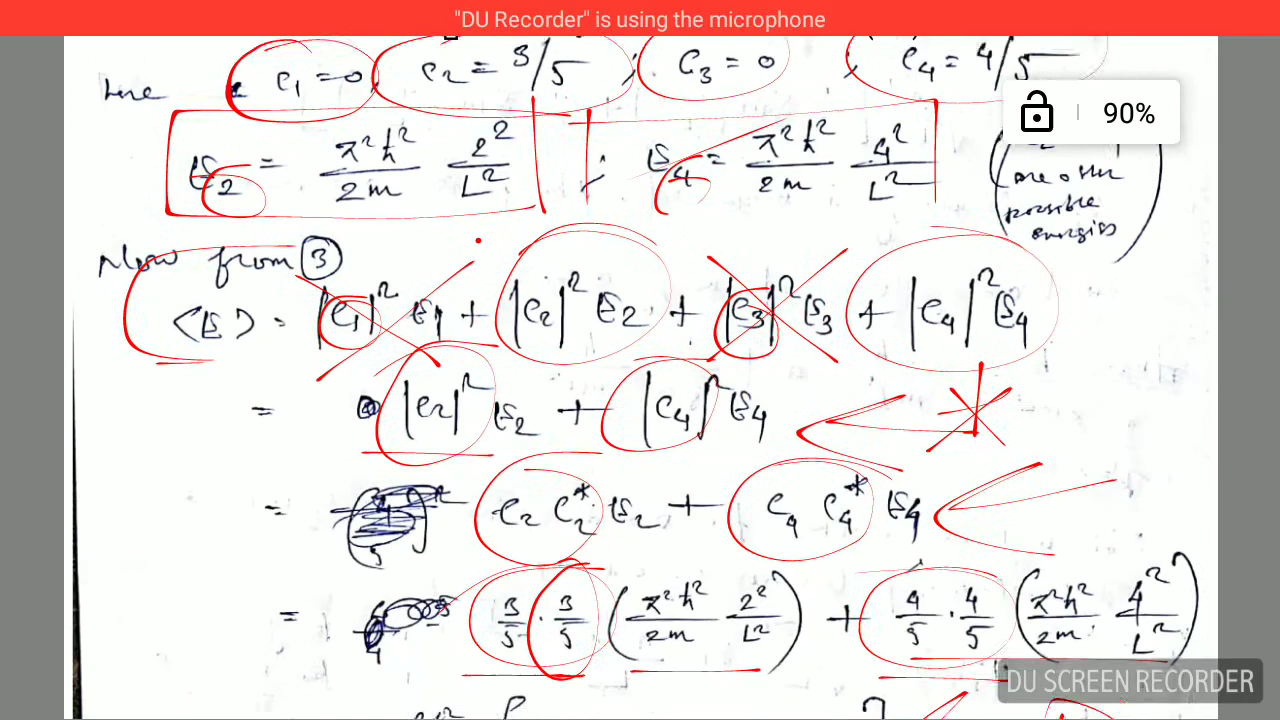 "DU Recorder" is using the microphone
here c₁ = 0, c₂ = 3/5 ; c₃ = 0 ; c₄ = 4/5
90%
E₂ = π²ħ²/2m 2²/L² ; E₄ = π²ħ²/2m 4²/L²
are other
possible
energies
Now from ③
⟨E⟩ = |c₁|² E₁ + |c₂|² E₂ + |c₃|² E₃ + |c₄|² E₄
= |c₂|² E₂ + |c₄|² E₄
= c₂ c₂* E₂ + c₄ c₄* E₄
= 3/5 · 3/5 (π²ħ²/2m 2²/L²) + 4/5 · 4/5 (π²ħ²/2m 4²/L²)
DU SCREEN RECORDER